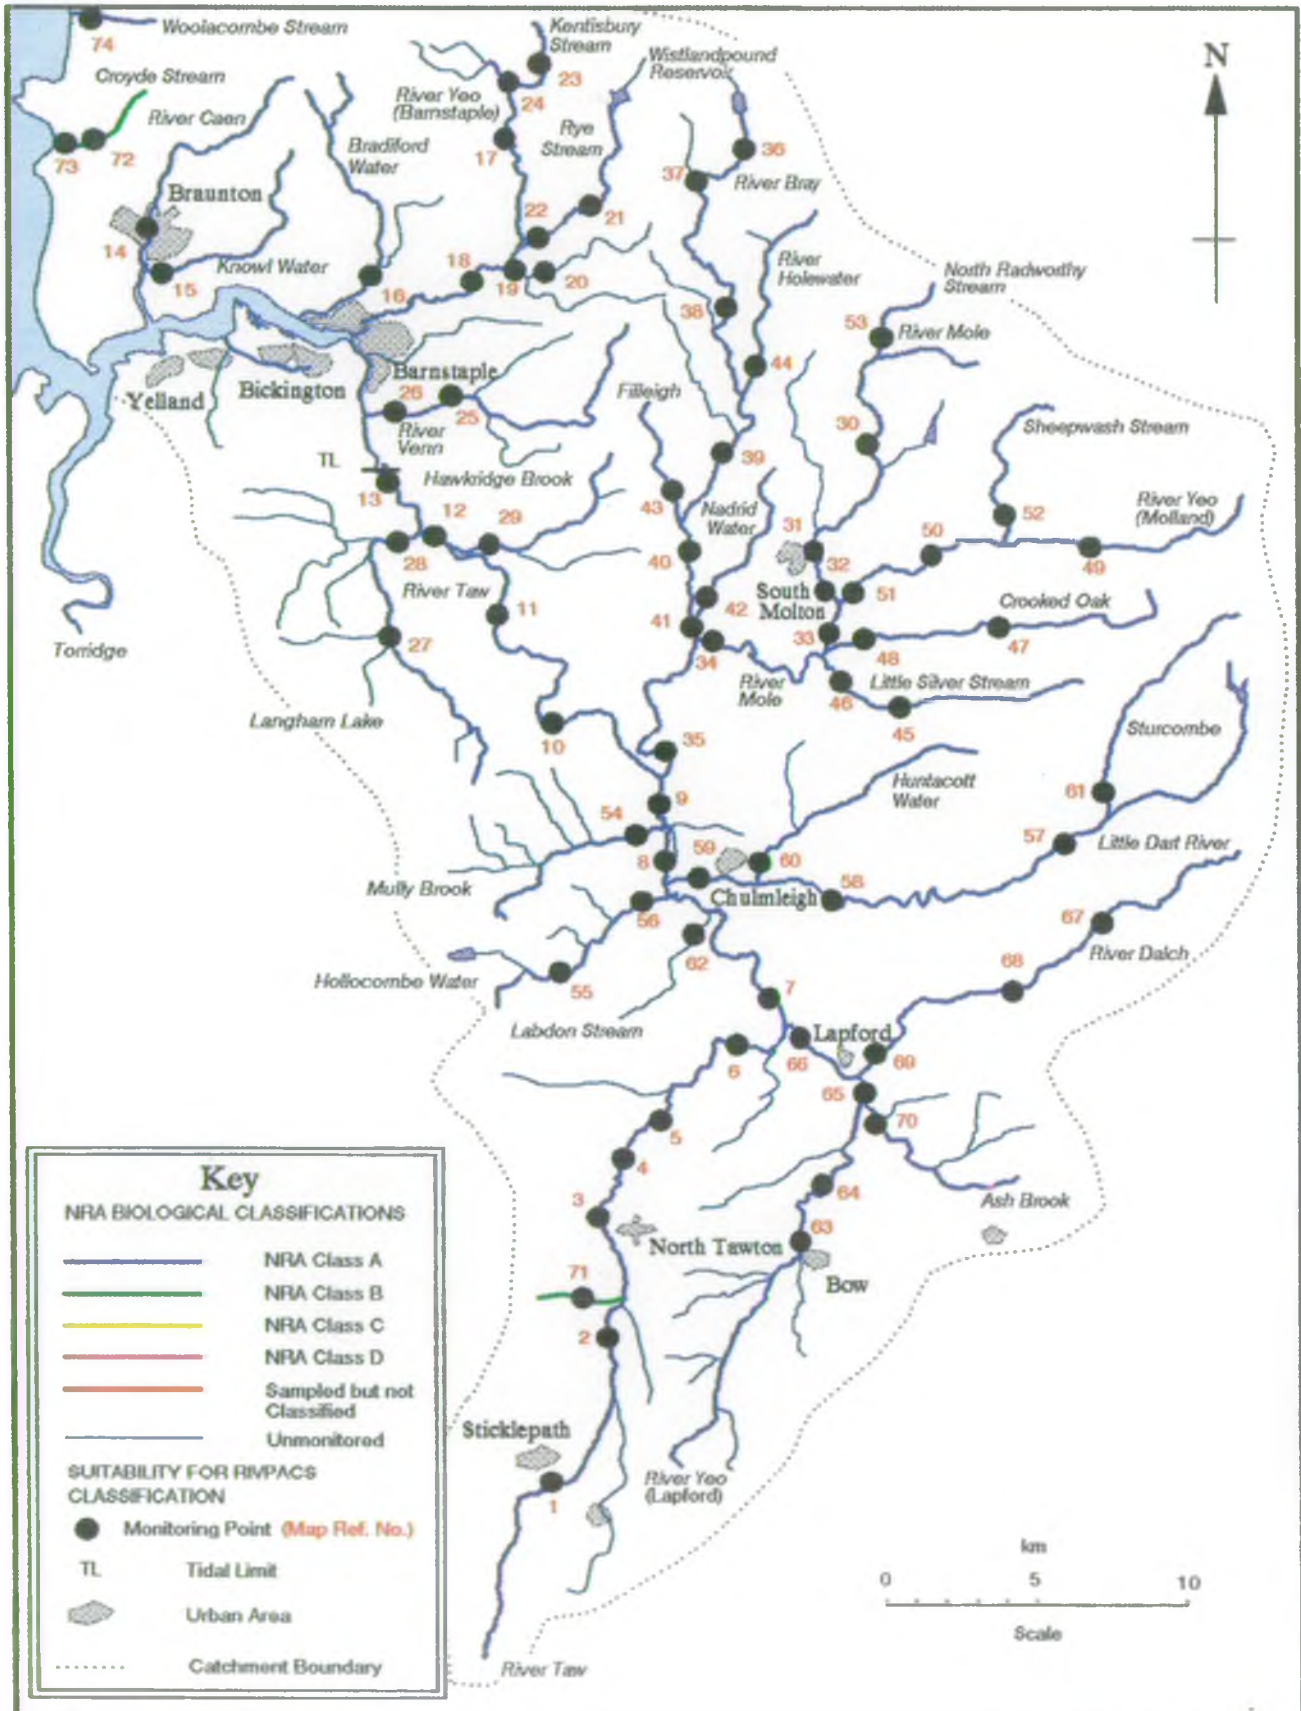 74
Woolacombe Stream
Kentisbury
Stream
Wistlandpound
Reservoir
N
Croyde Stream
River Caen
23
River Yeo
(Barnstaple)
24
Rye
Stream
Bradiford
Water
73
72
17
36
37
River Bray
Braunton
14
22
21
Knowl Water
15
16
18
19
20
River
Holewater
North Radworthy
Stream
38
53
River Mole
44
Yelland
Bickington
Barnstaple
26
25
River
Venn
Filleigh
30
Sheepwash Stream
39
TL
13
Hawkridge Brook
43
Nadrid
Water
River Yeo
(Molland)
12
29
31
50
52
49
28
40
32
River Taw
11
42
South
Molton
51
Crooked Oak
41
33
48
47
Torridge
27
34
River
Mole
46
Little Silver Stream
45
Langham Lake
10
Sturcombe
35
Huntacott
Water
9
61
54
59
57
Little Dart River
8
60
Mully Brook
Chulmleigh
58
56
67
62
River Dalch
Hollocombe Water
55
68
7
Labdon Stream
Lapford
6
66
69
65
5
70
4
3
64
Ash Brook
63
North Tawton
Bow
71
2
Sticklepath
1
River Yeo
(Lapford)
River Taw
Key
NRA BIOLOGICAL CLASSIFICATIONS
NRA Class A
NRA Class B
NRA Class C
NRA Class D
Sampled but not
Classified
Unmonitored
SUITABILITY FOR RIVPACS
CLASSIFICATION
Monitoring Point (Map Ref. No.)
TL Tidal Limit
Urban Area
Catchment Boundary
km
0 5 10
Scale